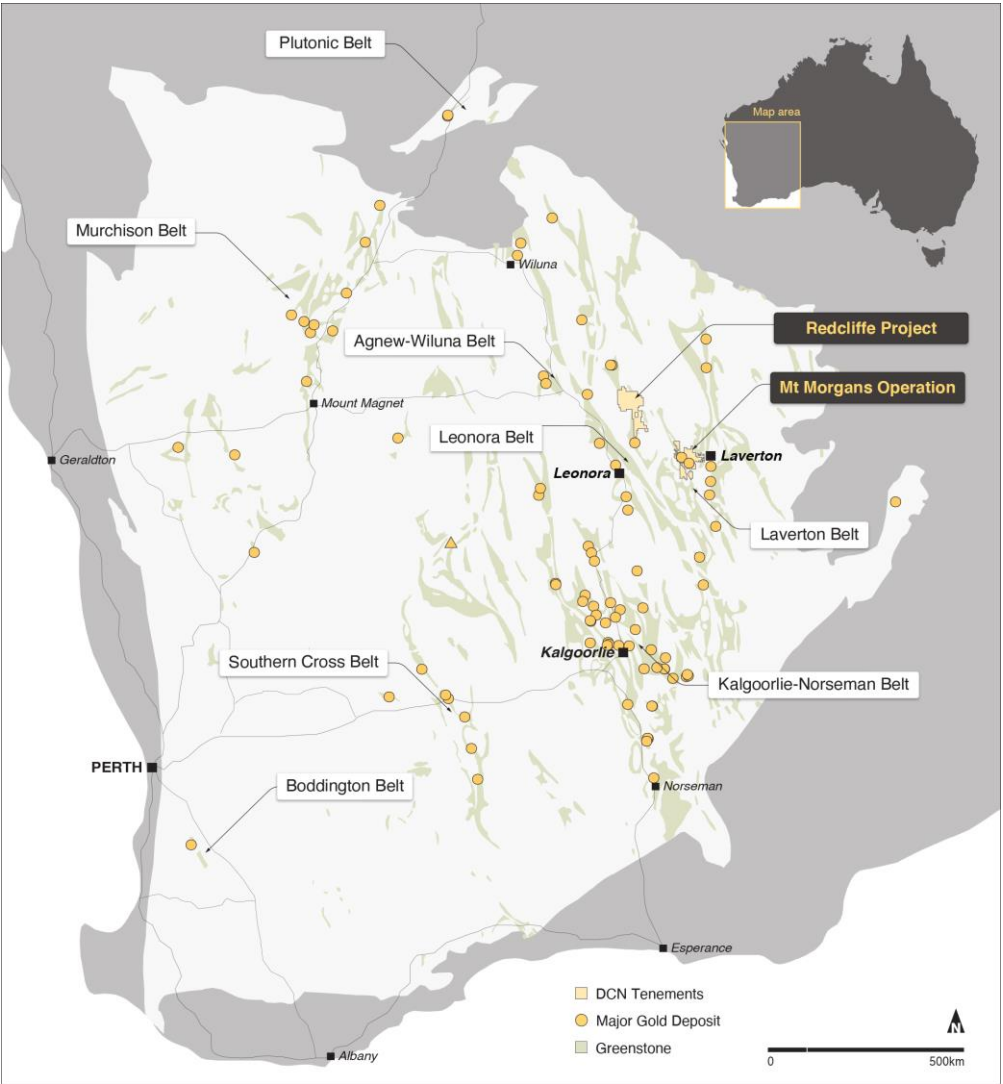 Plutonic Belt
Map area
Murchison Belt
Wiluna
Redcliffe Project
Agnew-Wiluna Belt
Mt Morgans Operation
Mount Magnet
Leonora Belt
Geraldton
Laverton
Leonora
Laverton Belt
Kalgoorlie
Southern Cross Belt
Kalgoorlie-Norseman Belt
PERTH
Boddington Belt
Norseman
Esperance
DCN Tenements
Major Gold Deposit
Greenstone
N
0
500km
Albany